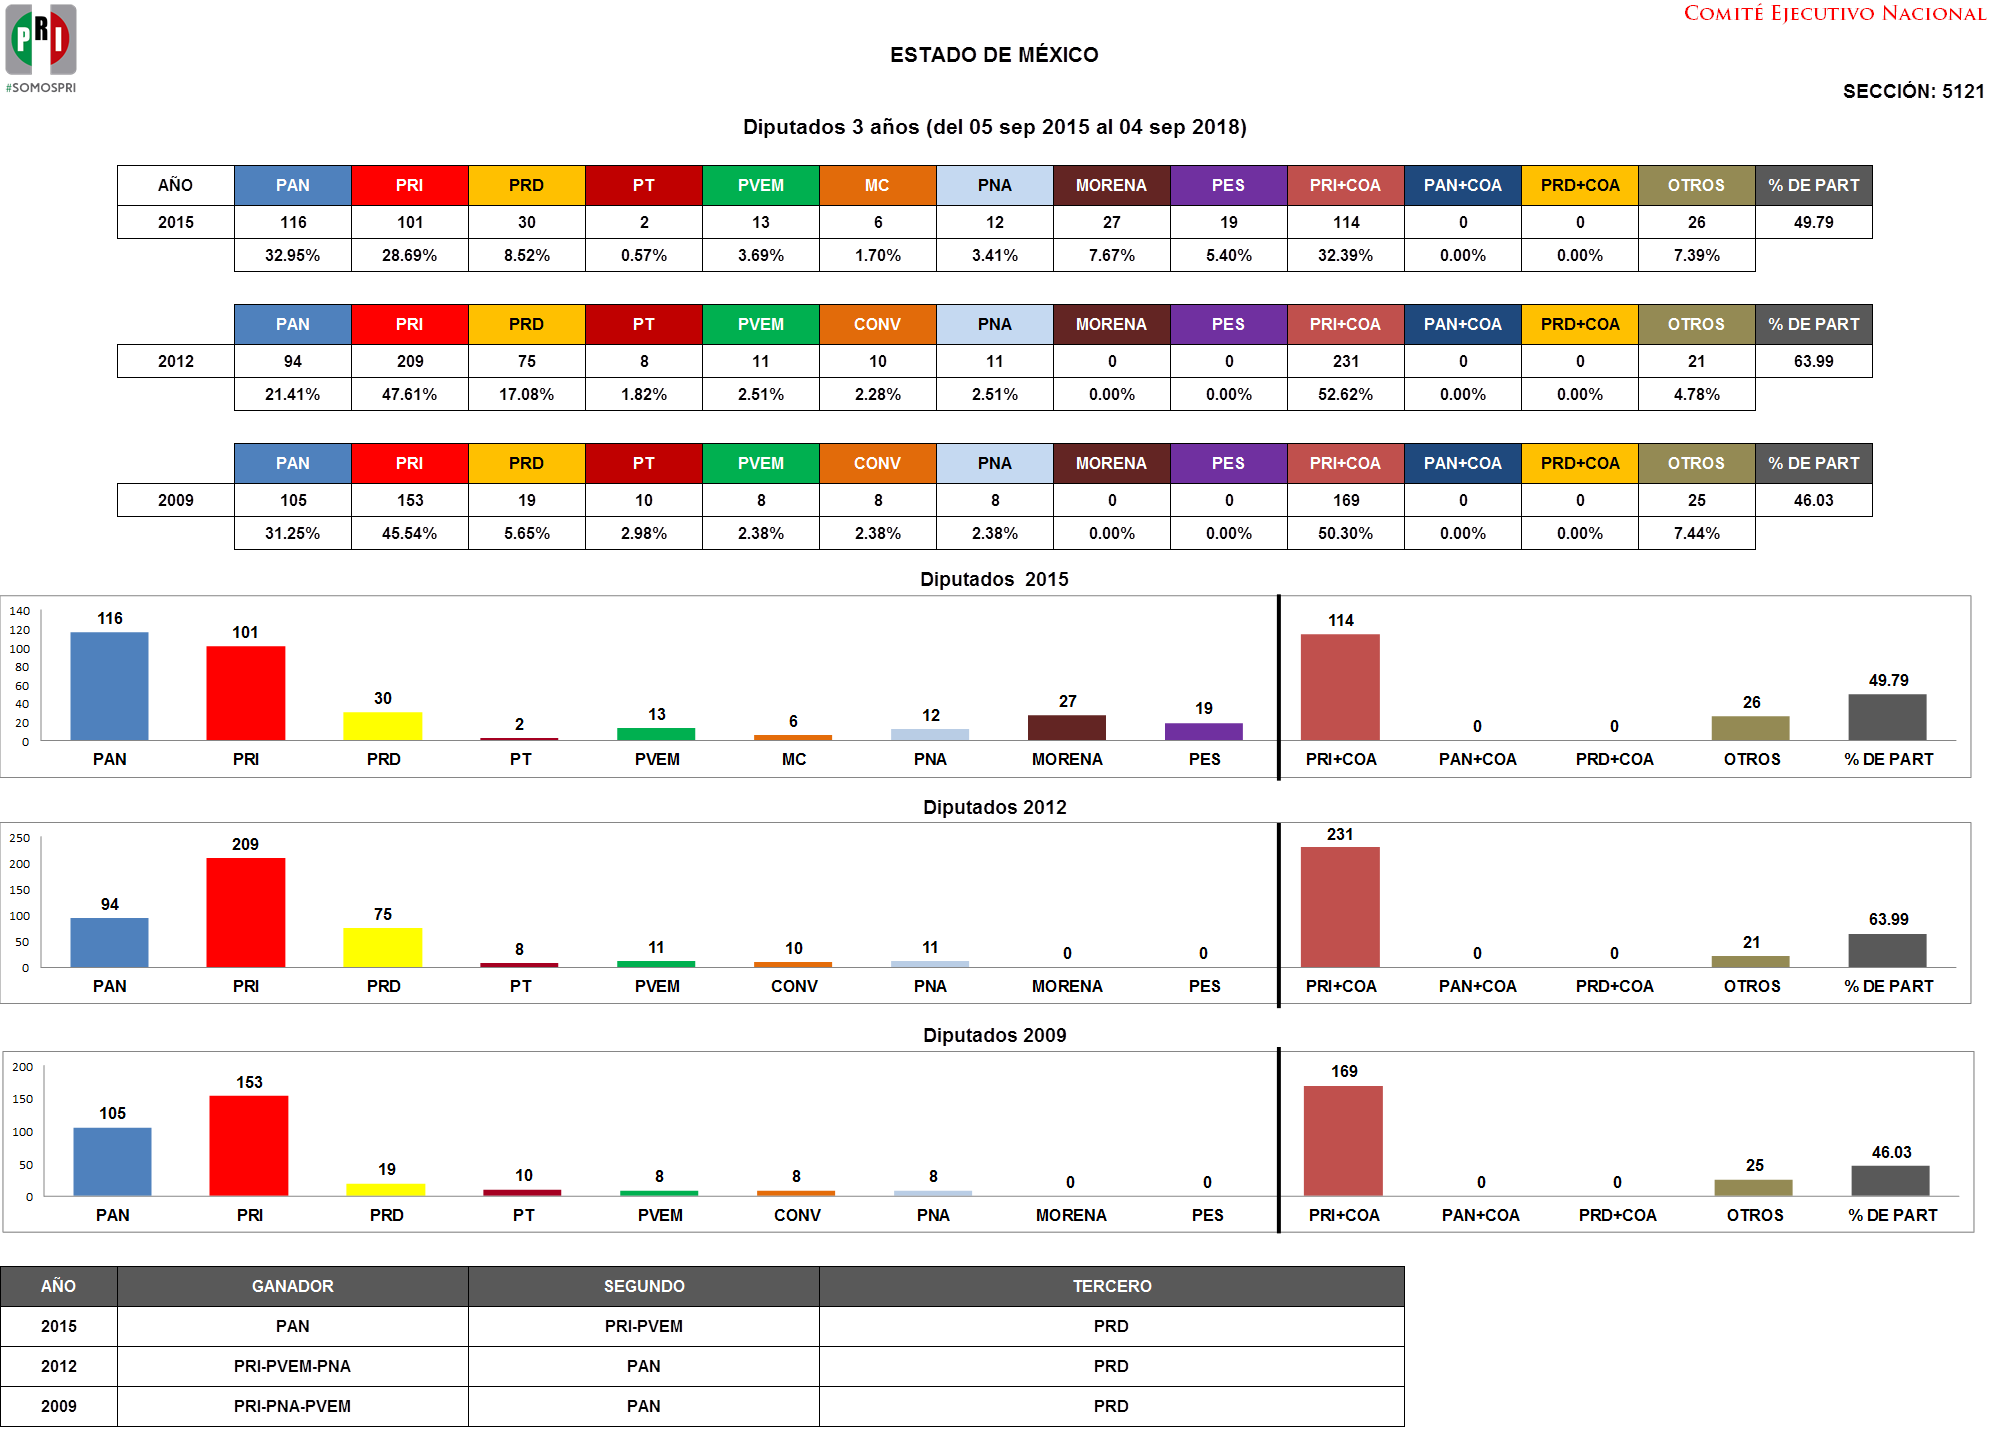 COMITÉ EJECUTIVO NACIONAL
PRI
#SOMOSPRI
ESTADO DE MÉXICO
SECCIÓN: 5121
Diputados 3 años (del 05 sep 2015 al 04 sep 2018)
AÑO PAN PRI PRD PT PVEM MC PNA MORENA PES PRI+COA PAN+COA PRD+COA OTROS % DE PART
2015 116 101 30 2 13 6 12 27 19 114 0 0 26 49.79
32.95% 28.69% 8.52% 0.57% 3.69% 1.70% 3.41% 7.67% 5.40% 32.39% 0.00% 0.00% 7.39%
PAN PRI PRD PT PVEM CONV PNA MORENA PES PRI+COA PAN+COA PRD+COA OTROS % DE PART
2012 94 209 75 8 11 10 11 0 0 231 0 0 21 63.99
21.41% 47.61% 17.08% 1.82% 2.51% 2.28% 2.51% 0.00% 0.00% 52.62% 0.00% 0.00% 4.78%
PAN PRI PRD PT PVEM CONV PNA MORENA PES PRI+COA PAN+COA PRD+COA OTROS % DE PART
2009 105 153 19 10 8 8 8 0 0 169 0 0 25 46.03
31.25% 45.54% 5.65% 2.98% 2.38% 2.38% 2.38% 0.00% 0.00% 50.30% 0.00% 0.00% 7.44%
Diputados 2015
140
120
100
80
60
40
20
0
116 101 30 2 13 6 12 27 19 114 0 0 26 49.79
PAN PRI PRD PT PVEM MC PNA MORENA PES PRI+COA PAN+COA PRD+COA OTROS % DE PART
Diputados 2012
250
200
150
100
50
0
94 209 75 8 11 10 11 0 0 231 0 0 21 63.99
PAN PRI PRD PT PVEM CONV PNA MORENA PES PRI+COA PAN+COA PRD+COA OTROS % DE PART
Diputados 2009
200
150
100
50
0
105 153 19 10 8 8 8 0 0 169 0 0 25 46.03
PAN PRI PRD PT PVEM CONV PNA MORENA PES PRI+COA PAN+COA PRD+COA OTROS % DE PART
AÑO GANADOR SEGUNDO TERCERO
2015 PAN PRI-PVEM PRD
2012 PRI-PVEM-PNA PAN PRD
2009 PRI-PNA-PVEM PAN PRD